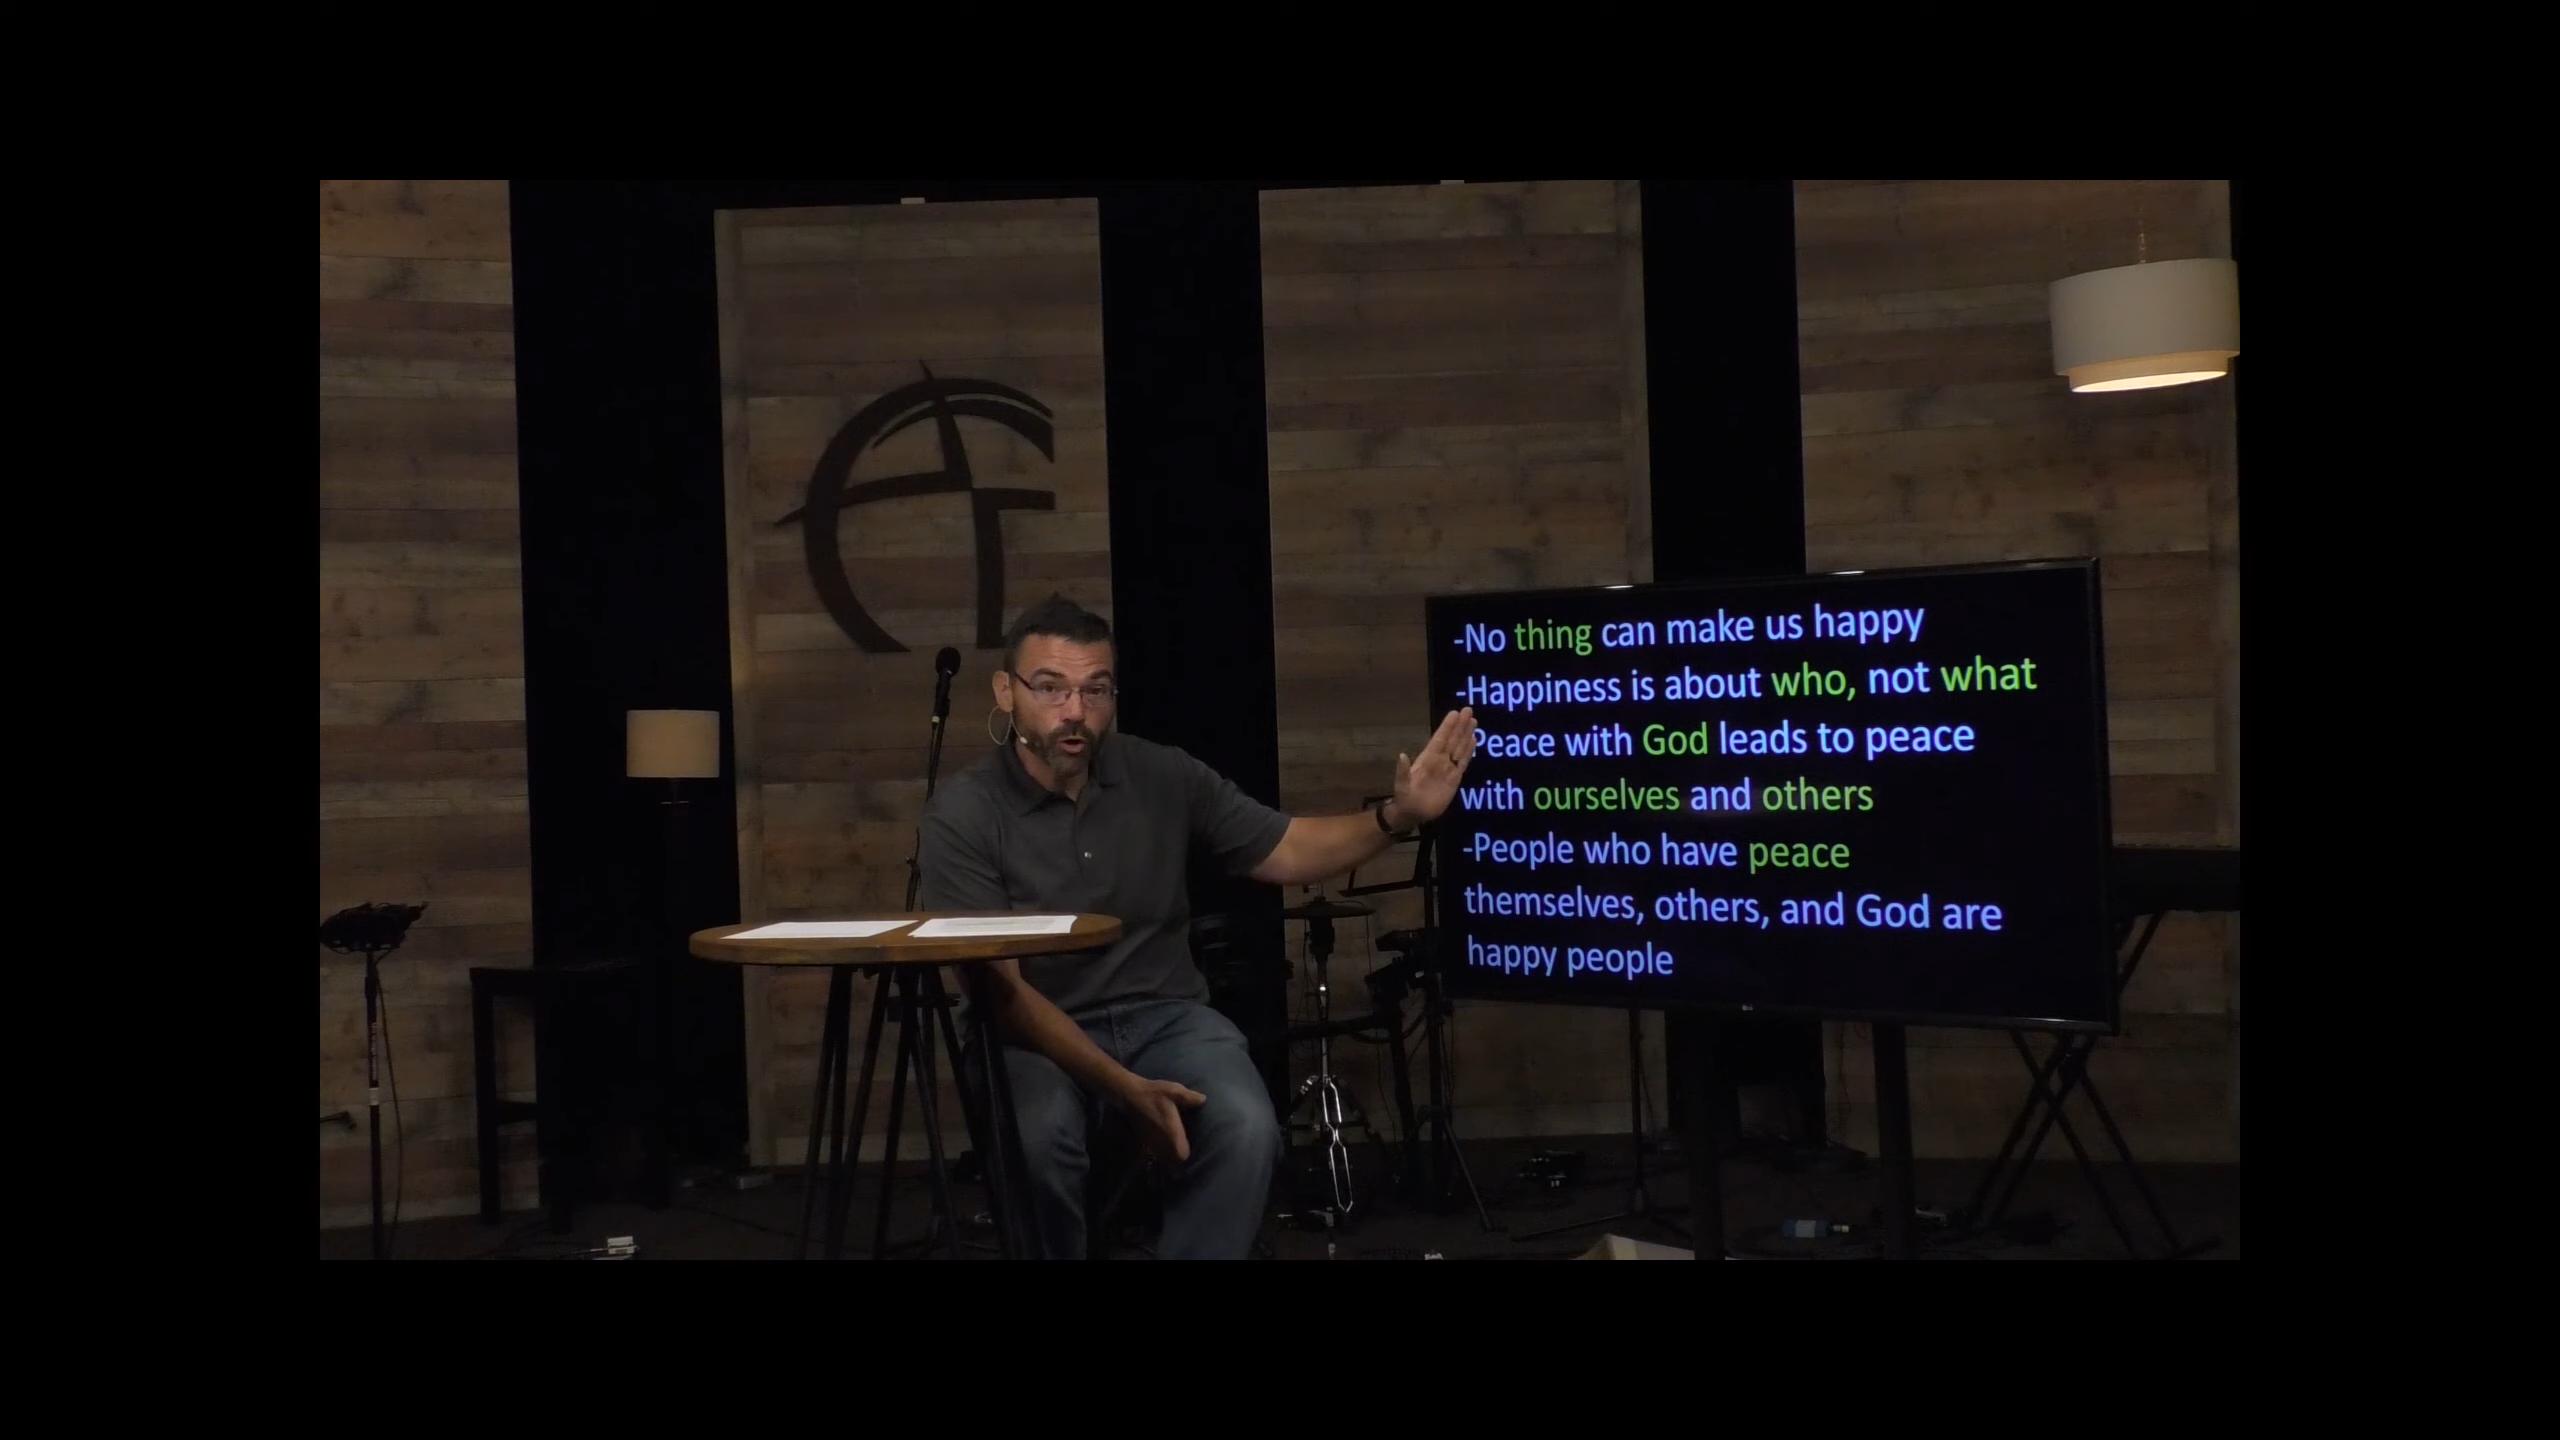 -No thing can make us happy
-Happiness is about who, not what
Peace with God leads to peace
with ourselves and others
-People who have peace
themselves, others, and God are
happy people